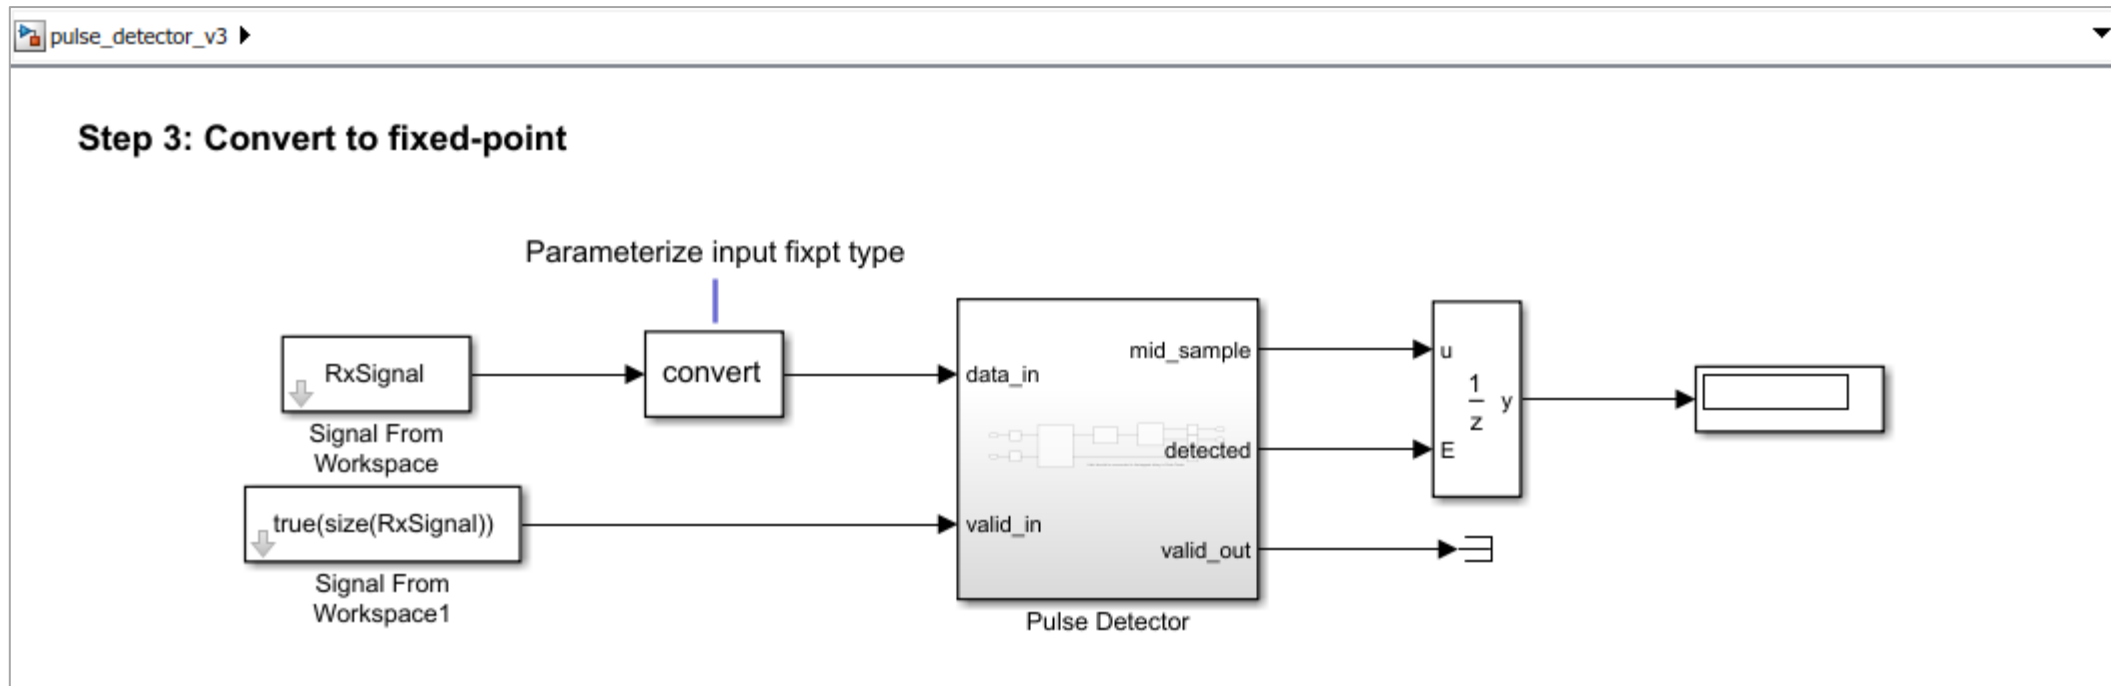 pulse_detector_v3
Step 3: Convert to fixed-point
Parameterize input fixpt type
RxSignal
Signal From
Workspace
convert
true(size(RxSignal))
Signal From
Workspace1
data_in
valid_in
mid_sample
detected
valid_out
Pulse Detector
u
E
1
z
y